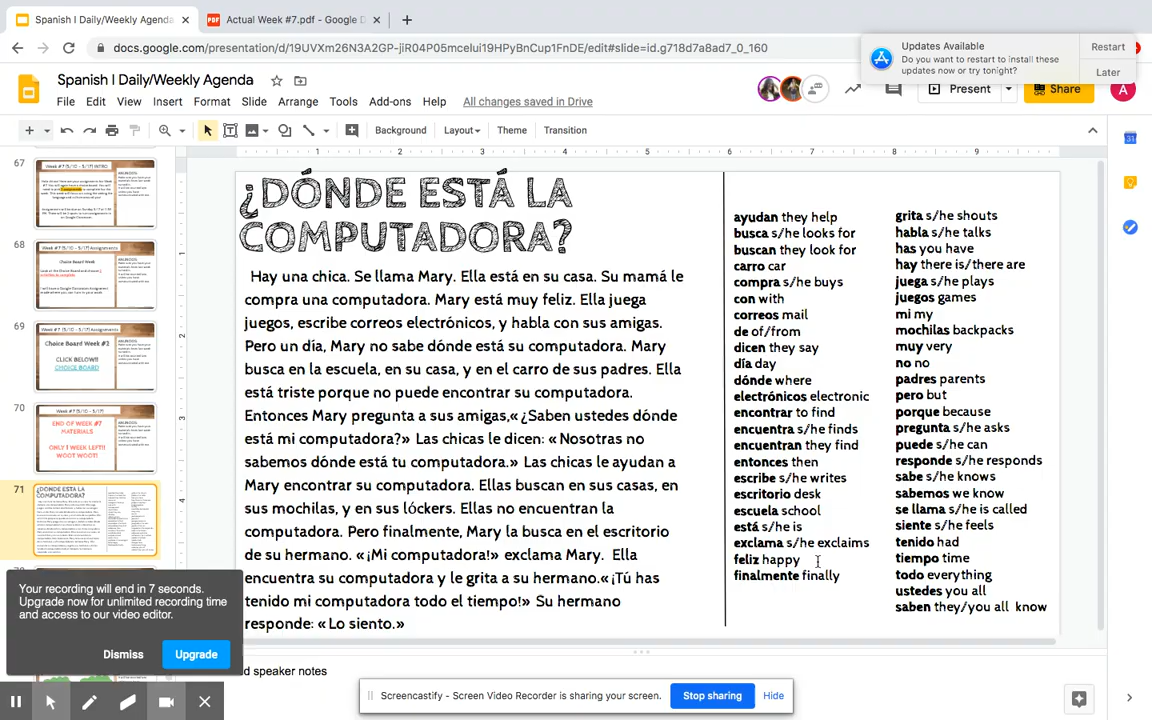 Spanish I Daily/Weekly Agenda
Actual Week #7.pdf - Google D
docs.google.com/presentation/d/19UVXm26N3A2GP-jiR04P05mcelui19HPyBnCup1FnDE/edit#slide=id.g718d7a8ad7_0_160
Updates Available
Do you want to restart to install these
updates now or try tonight?
Restart
Later
Spanish I Daily/Weekly Agenda
File Edit View Insert Format Slide Arrange Tools Add-ons Help All changes saved in Drive
Present
Share
A
Background Layout Theme Transition
1 2 3 4 5 6 7 8 9
67
68
69
Choice Board Week #2
CLICK BELOW!!
CHOICE BOARD
70
END OF WEEK #7
MATERIALS
ONLY 1 WEEK LEFT!!
WOOT WOOT!
71
¿DÓNDE ESTÁ LA
COMPUTADORA?
Hay una chica. Se llama Mary. Ella está en su casa. Su mamá le
compra una computadora. Mary está muy feliz. Ella juega
juegos, escribe correos electrónicos, y habla con sus amigas.
Pero un día, Mary no sabe dónde está su computadora. Mary
busca en la escuela, en su casa, y en el carro de sus padres. Ella
está triste porque no puede encontrar su computadora.
Entonces Mary pregunta a sus amigas,«¿Saben ustedes dónde
está mi computadora?» Las chicas le dicen: «Nosotras no
sabemos dónde está tu computadora.» Las chicas le ayudan a
Mary encontrar su computadora. Ellas buscan en sus casas, en
sus mochilas, y en sus lóckers. Ellas no encuentran la
computador Pero finalmente, Mary la busca en el escritorio
de su hermano. «¡Mi computadora!» exclama Mary. Ella
encuentra su computadora y le grita a su hermano.«¡Tú has
tenido mi computadora todo el tiempo!» Su hermano
responde: «Lo siento.»
ayudan they help
busca s/he looks for
buscan they look for
carro car
compra s/he buys
con with
correos mail
de of/from
dicen they say
día day
dónde where
electrónicos electronic
encontrar to find
encuentra s/he finds
encuentran they find
entonces then
escribe s/he writes
escritorio desk
escuela school
está s/he is
exclama s/he exclaims
feliz happy
finalmente finally
grita s/he shouts
habla s/he talks
has you have
hay there is/there are
juega s/he plays
juegos games
mi my
mochilas backpacks
muy very
no no
padres parents
pero but
porque because
pregunta s/he asks
puede s/he can
responde s/he responds
sabe s/he knows
sabemos we know
se llama s/he is called
siente s/he feels
tenido had
tiempo time
todo everything
ustedes you all
saben they/you all know
Your recording will end in 7 seconds.
Upgrade now for unlimited recording time
and access to our video editor.
Dismiss
Upgrade
d speaker notes
Screencastify - Screen Video Recorder is sharing your screen.
Stop sharing
Hide